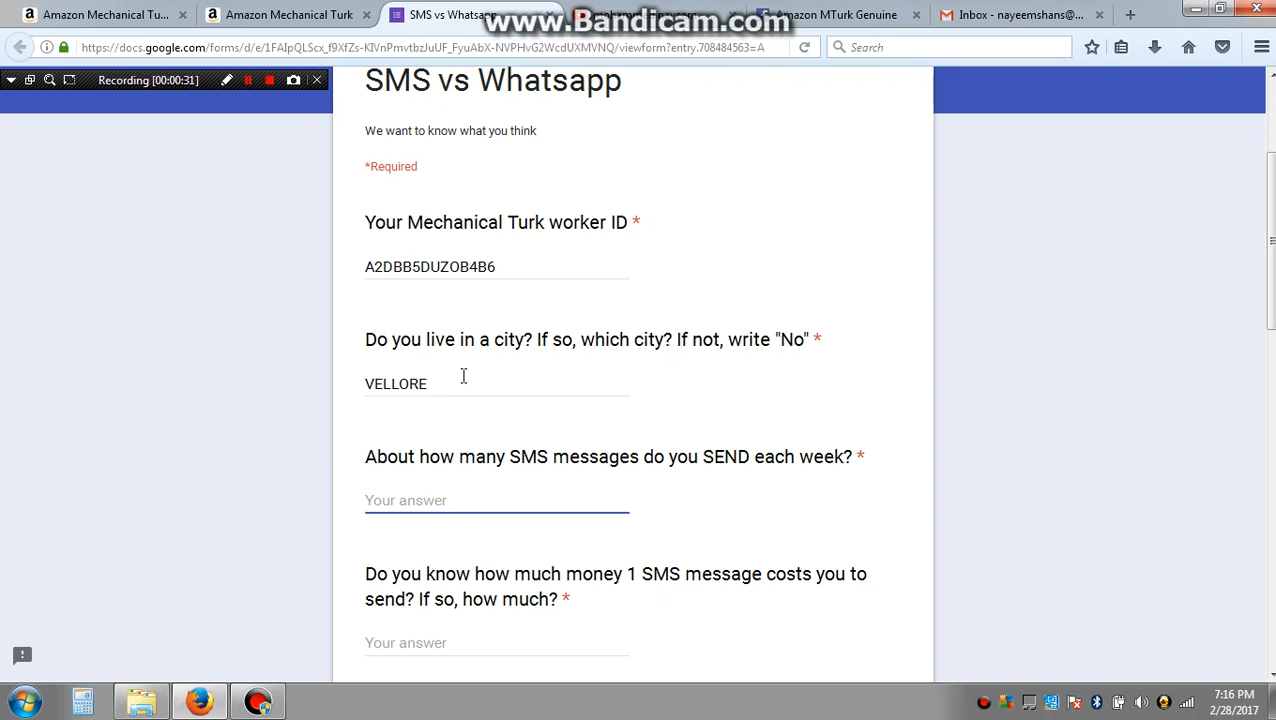 Amazon Mechanical Tu...
Amazon Mechanical Turk
SMS vs Whatsapp
www.Bandicam.com
Amazon MTurk Genuine
Inbox - nayeemshans@...
https://docs.google.com/forms/d/e/1FAIpQLScx_f9XfZs-KIVnPmvtbzJuUF_FyuAbX-NVPHvG2WcdUXMVNQ/viewform?entry.708484563=A
Search
Recording [00:00:31]
SMS vs Whatsapp
We want to know what you think
*Required
Your Mechanical Turk worker ID *
A2DBB5DUZOB4B6
Do you live in a city? If so, which city? If not, write "No" *
VELLORE
About how many SMS messages do you SEND each week? *
Your answer
Do you know how much money 1 SMS message costs you to
send? If so, how much? *
Your answer
7:16 PM
2/28/2017